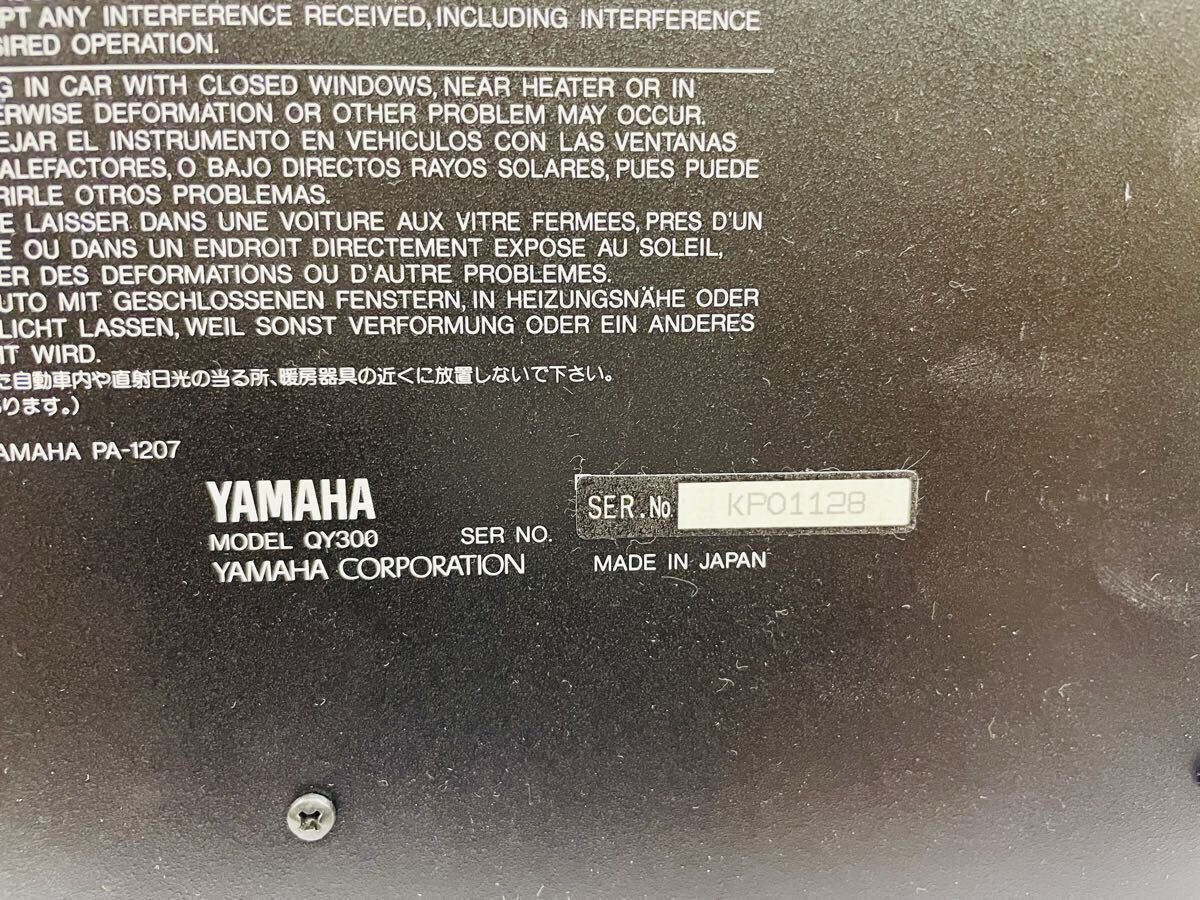 PT ANY INTERFERENCE RECEIVED, INCLUDING INTERFERENCE
SIRED OPERATION.
G IN CAR WITH CLOSED WINDOWS, NEAR HEATER OR IN
ERWISE DEFORMATION OR OTHER PROBLEM MAY OCCUR.
EJAR EL INSTRUMENTO EN VEHICULOS CON LAS VENTANAS
ALEFACTORES, O BAJO DIRECTOS RAYOS SOLARES, PUES PUEDE
RIRLE OTROS PROBLEMAS.
E LAISSER DANS UNE VOITURE AUX VITRE FERMEES, PRES D'UN
E OU DANS UN ENDROIT DIRECTEMENT EXPOSE AU SOLEIL,
ER DES DEFORMATIONS OU D'AUTRE PROBLEMES.
UTO MIT GESCHLOSSENEN FENSTERN, IN HEIZUNGSNÄHE ODER
LICHT LASSEN, WEIL SONST VERFORMUNG ODER EIN ANDERES
IT WIRD.
た自動車内や直射日光の当る所、暖房器具の近くに放置しないで下さい。
ります。)
AMAHA PA-1207
YAMAHA
MODEL QY300 SER NO.
SER.No KP01128
YAMAHA CORPORATION MADE IN JAPAN